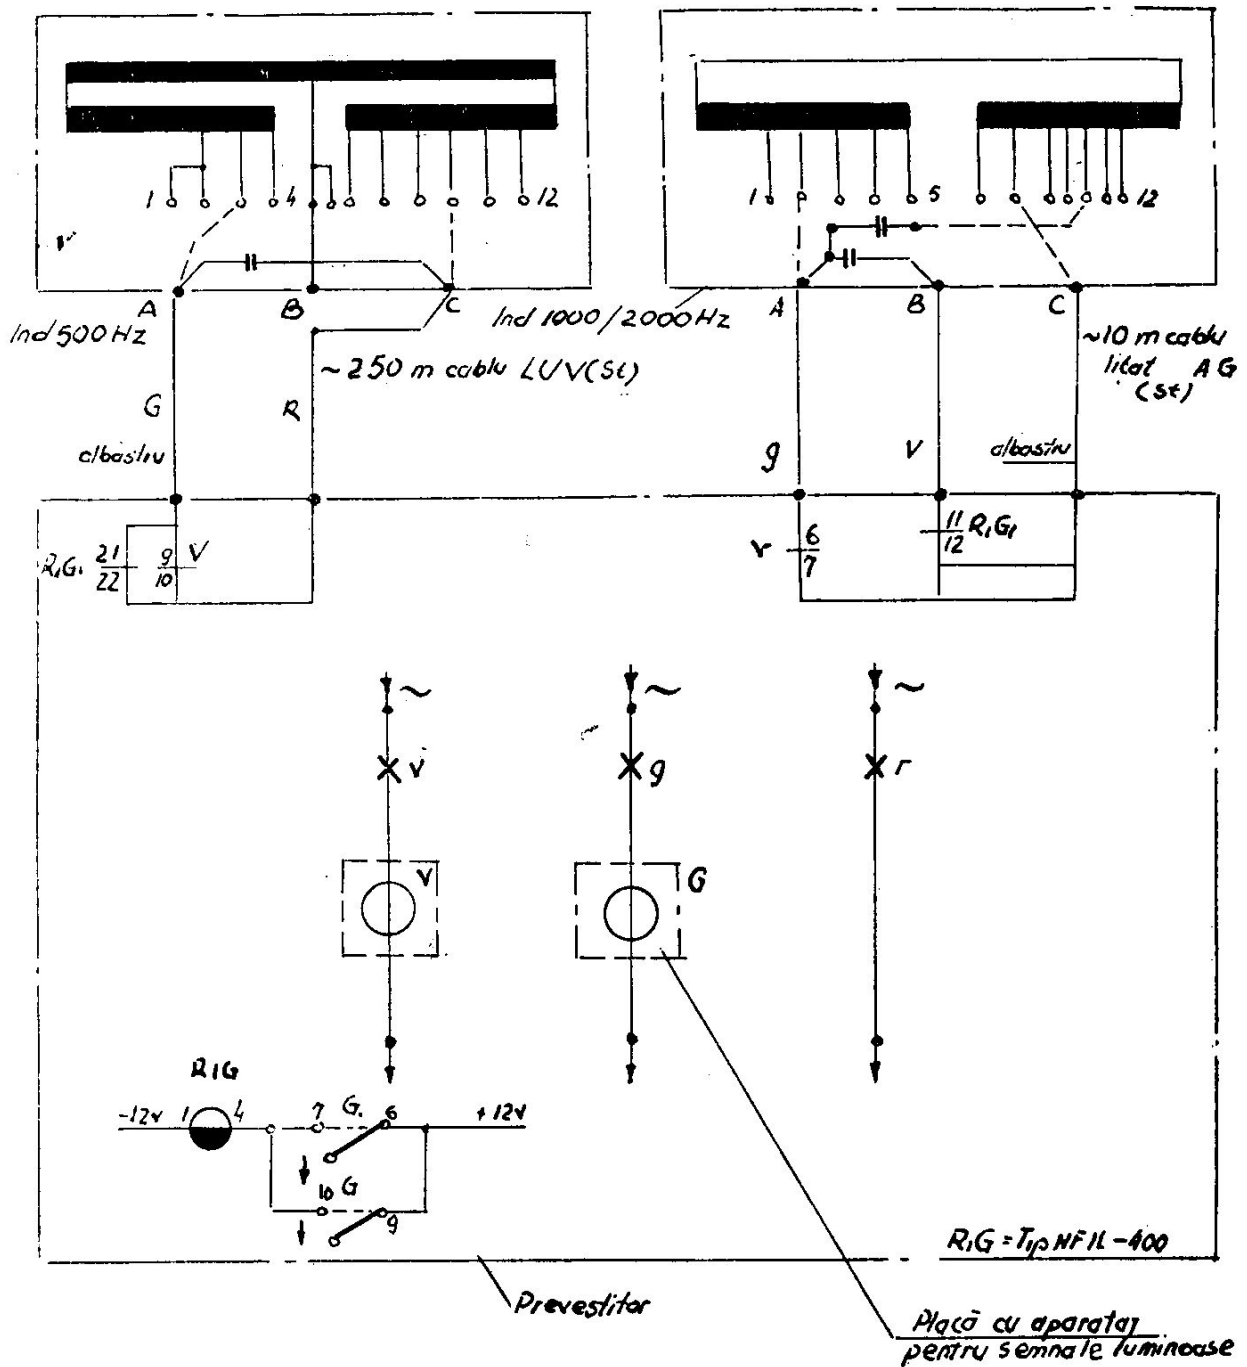 1 4 12
1 5 12
V
A B C
A B C
Ind 500 Hz
Ind 1000/2000Hz
~250 m cablu LUV(St)
~10 m cablu
litat AG
(St)
G R
albastru
g V albastru
R1G1 21 9 V
22 10
V 6 11 R1G1
7 12
~ ~ ~
V g r
V G
R1G
-12V 1 4 7 G1 6 +12V
10 G 9
R1G = Tip NF1L-400
Prevestitor
Placă cu aparataj
pentru semnale luminoase